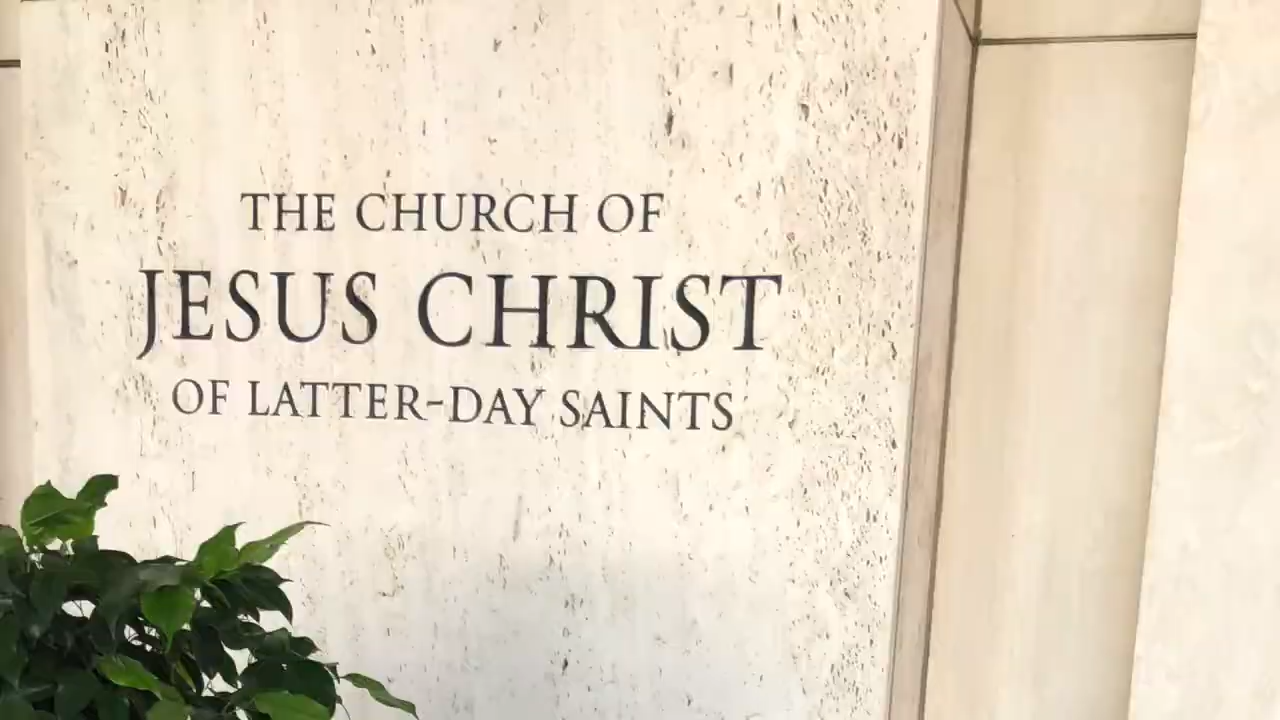 THE CHURCH OF
JESUS CHRIST
OF LATTER-DAY SAINTS